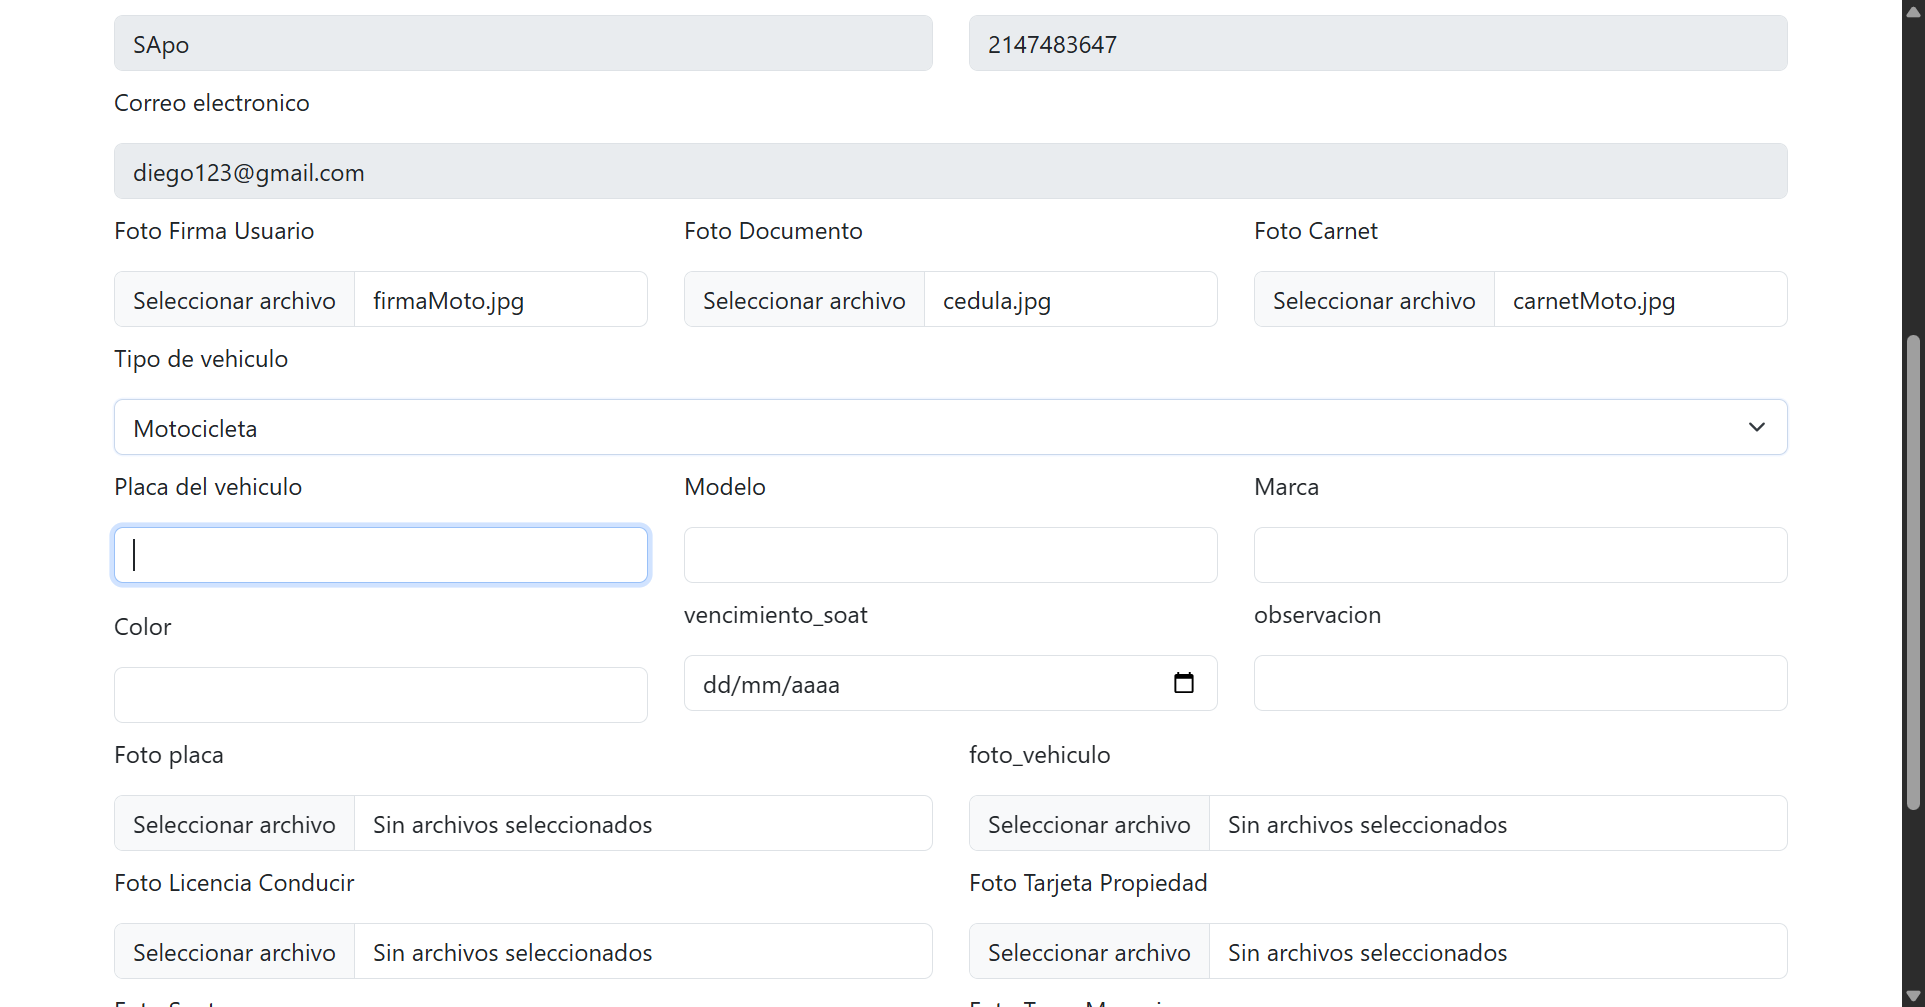 SApo 2147483647
Correo electronico
diego123@gmail.com
Foto Firma Usuario Foto Documento Foto Carnet
Seleccionar archivo firmaMoto.jpg Seleccionar archivo cedula.jpg Seleccionar archivo carnetMoto.jpg
Tipo de vehiculo
Motocicleta
Placa del vehiculo Modelo Marca
Color vencimiento_soat observacion
dd/mm/aaaa
Foto placa foto_vehiculo
Seleccionar archivo Sin archivos seleccionados Seleccionar archivo Sin archivos seleccionados
Foto Licencia Conducir Foto Tarjeta Propiedad
Seleccionar archivo Sin archivos seleccionados Seleccionar archivo Sin archivos seleccionados